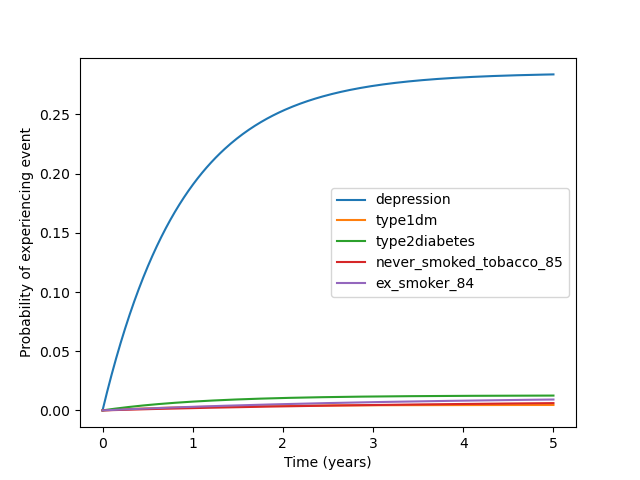 0.25
0.20
0.15
0.10
0.05
0.00
Probability of experiencing event
depression
type1dm
type2diabetes
never_smoked_tobacco_85
ex_smoker_84
0 1 2 3 4 5
Time (years)